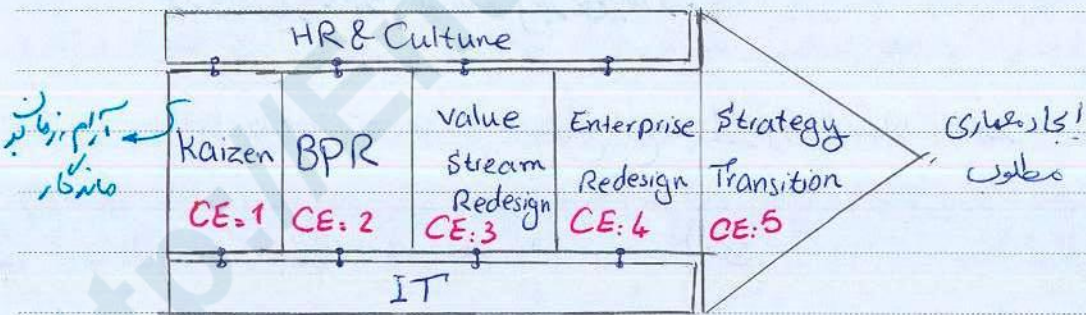 HR & Culture
آرام، زمان بر
ماندگار
Kaizen
CE: 1
BPR
CE: 2
value
Stream
Redesign
CE: 3
Enterprise
Redesign
CE: 4
Strategy
Transition
CE: 5
ایجاد معماری
مطلوب
IT